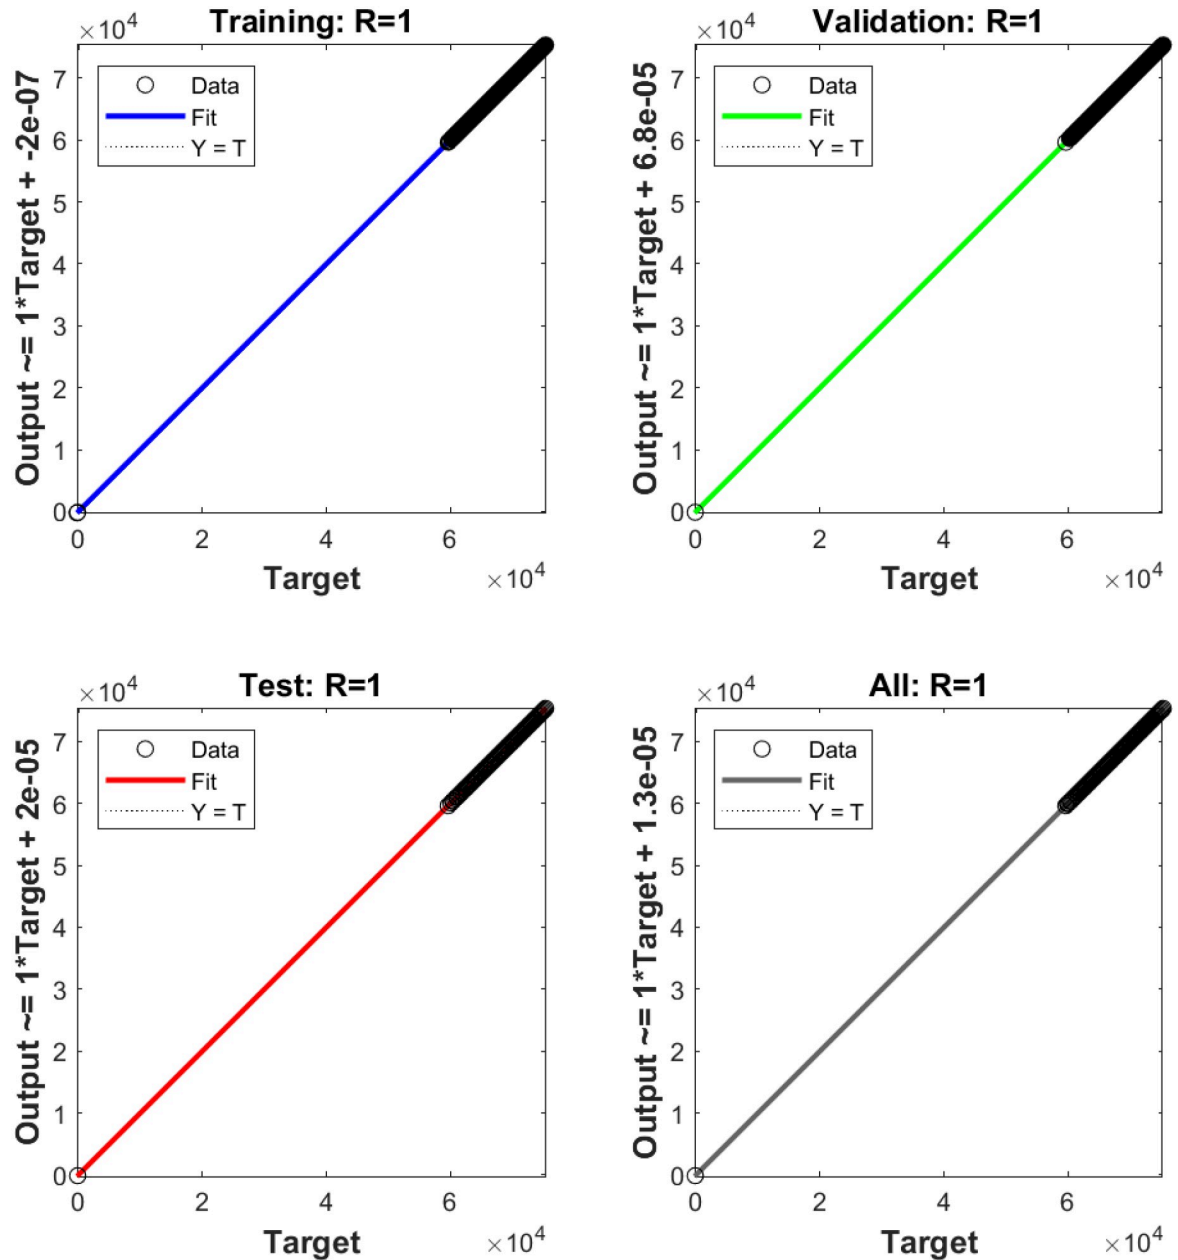 Training: R=1
×10⁴
Output ~= 1*Target + -2e-07
7
6
5
4
3
2
1
0
Data
Fit
Y = T
0 2 4 6
Target
×10⁴
Validation: R=1
×10⁴
Output ~= 1*Target + 6.8e-05
7
6
5
4
3
2
1
0
Data
Fit
Y = T
0 2 4 6
Target
×10⁴
Test: R=1
×10⁴
Output ~= 1*Target + 2e-05
7
6
5
4
3
2
1
0
Data
Fit
Y = T
0 2 4 6
Target
×10⁴
All: R=1
×10⁴
Output ~= 1*Target + 1.3e-05
7
6
5
4
3
2
1
0
Data
Fit
Y = T
0 2 4 6
Target
×10⁴